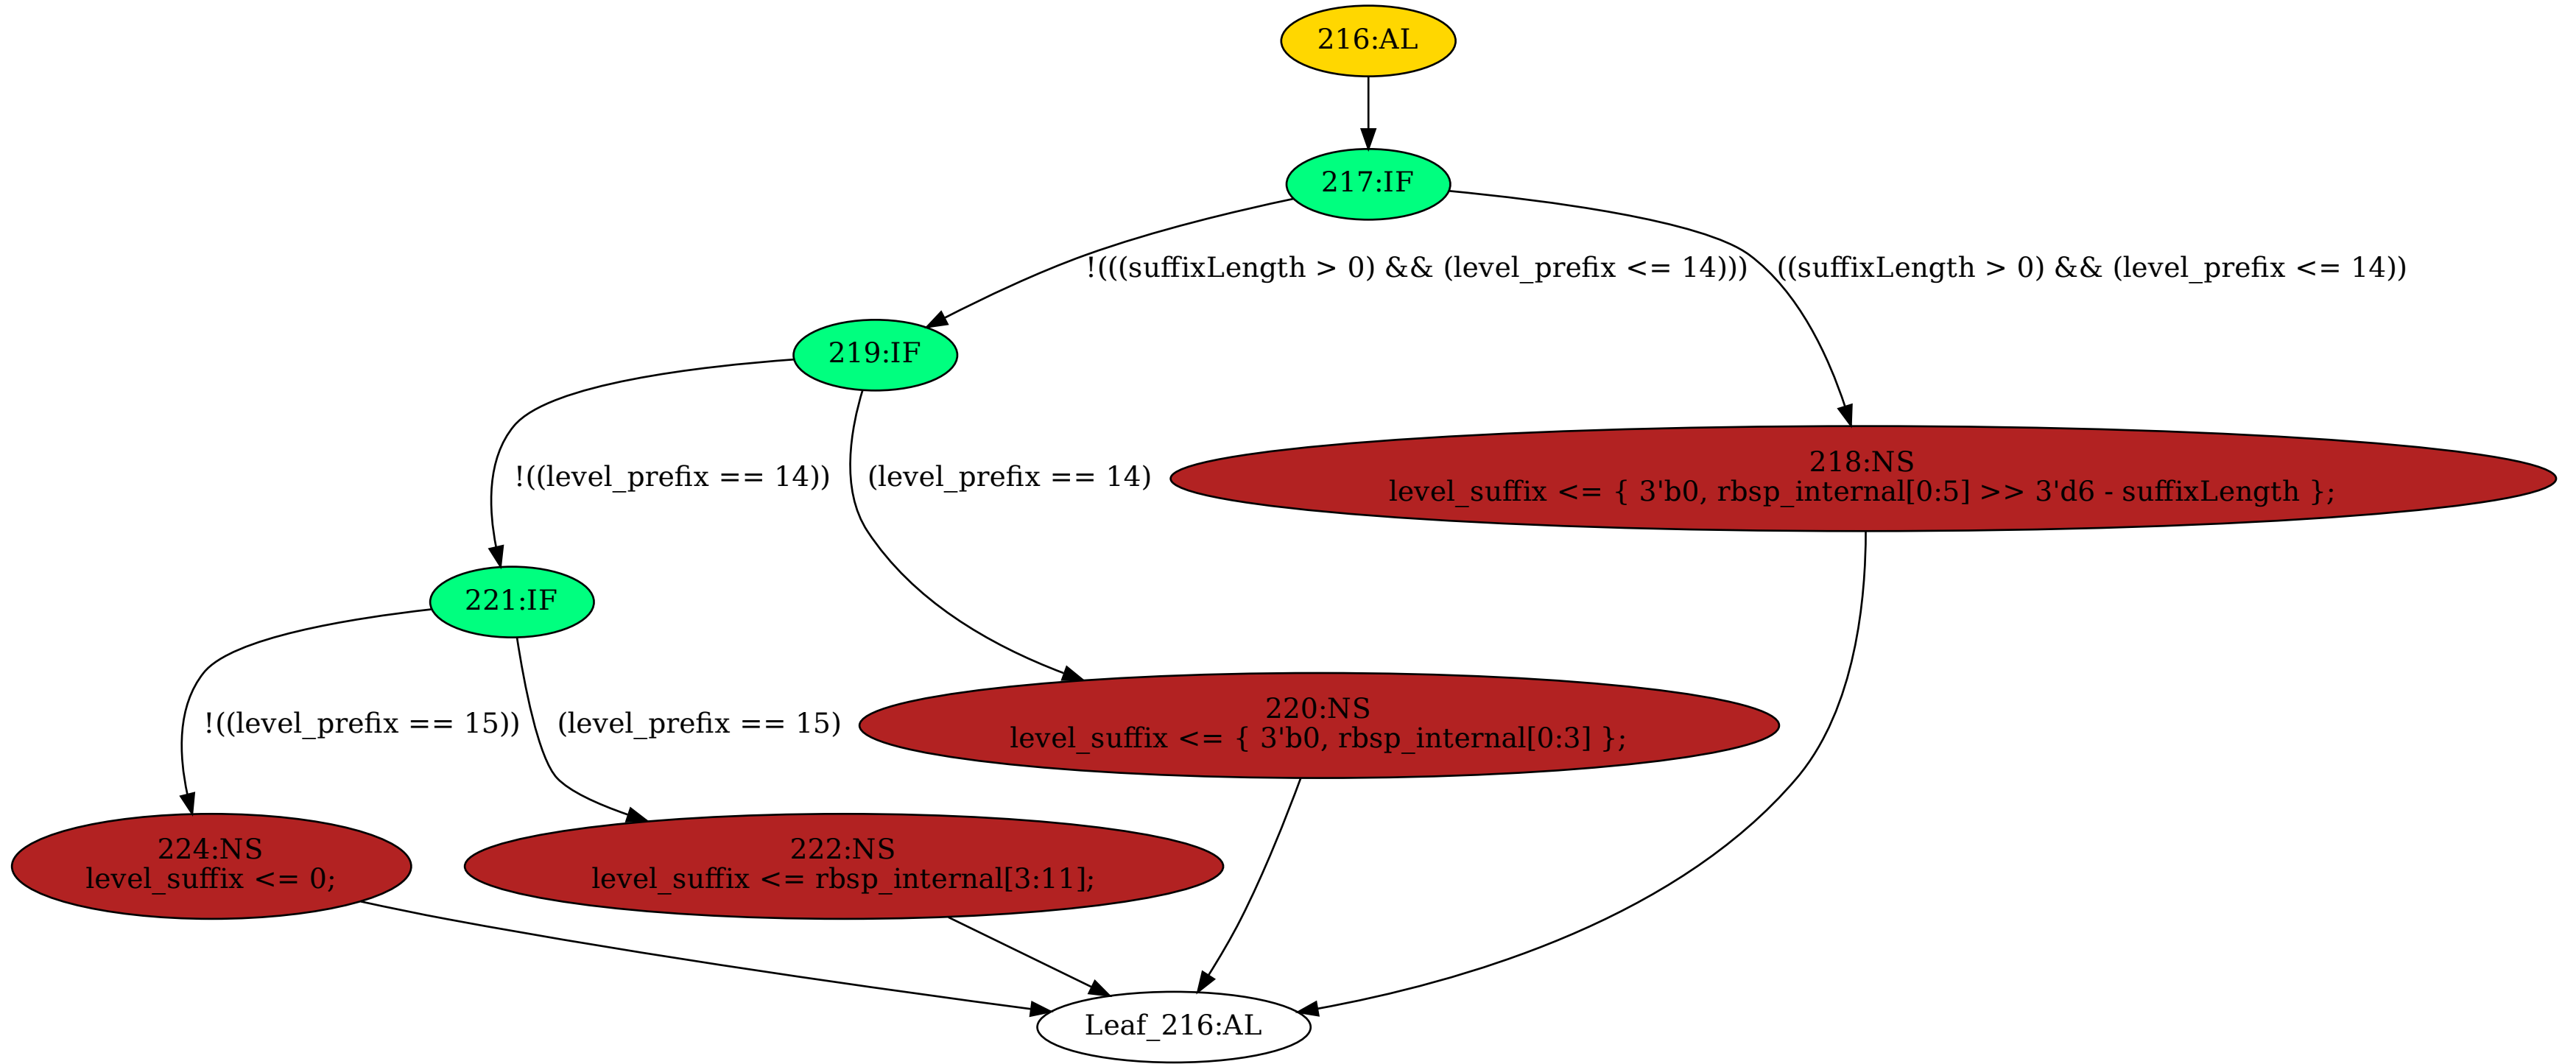 216:AL
217:IF
!(((suffixLength > 0) && (level_prefix <= 14)))
((suffixLength > 0) && (level_prefix <= 14))
219:IF
!((level_prefix == 14))
(level_prefix == 14)
218:NS
level_suffix <= { 3'b0, rbsp_internal[0:5] >> 3'd6 - suffixLength };
221:IF
!((level_prefix == 15))
(level_prefix == 15)
220:NS
level_suffix <= { 3'b0, rbsp_internal[0:3] };
224:NS
level_suffix <= 0;
222:NS
level_suffix <= rbsp_internal[3:11];
Leaf_216:AL